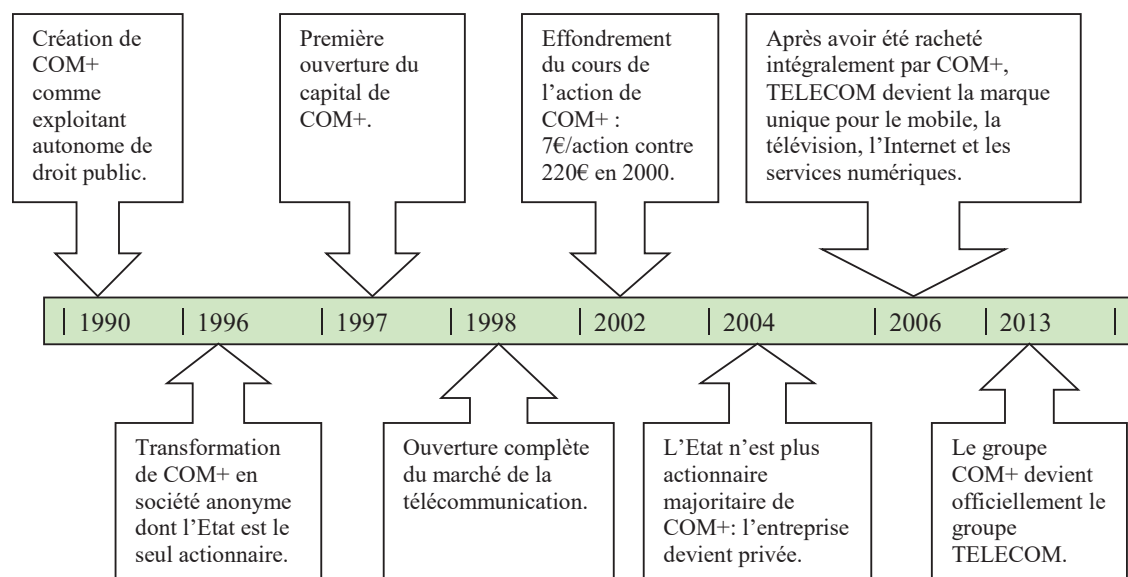 Création de
COM+
comme
exploitant
autonome de
droit public.
Première
ouverture du
capital de
COM+.
Effondrement
du cours de
l’action de
COM+ :
7€/action contre
220€ en 2000.
Après avoir été racheté
intégralement par COM+,
TELECOM devient la marque
unique pour le mobile, la
télévision, l’Internet et les
services numériques.
| 1990 | 1996 | 1997 | 1998 | 2002 | 2004 | 2006 | 2013 |
Transformation
de COM+ en
société anonyme
dont l’Etat est le
seul actionnaire.
Ouverture complète
du marché de la
télécommunication.
L’Etat n’est plus
actionnaire
majoritaire de
COM+: l’entreprise
devient privée.
Le groupe
COM+ devient
officiellement le
groupe
TELECOM.